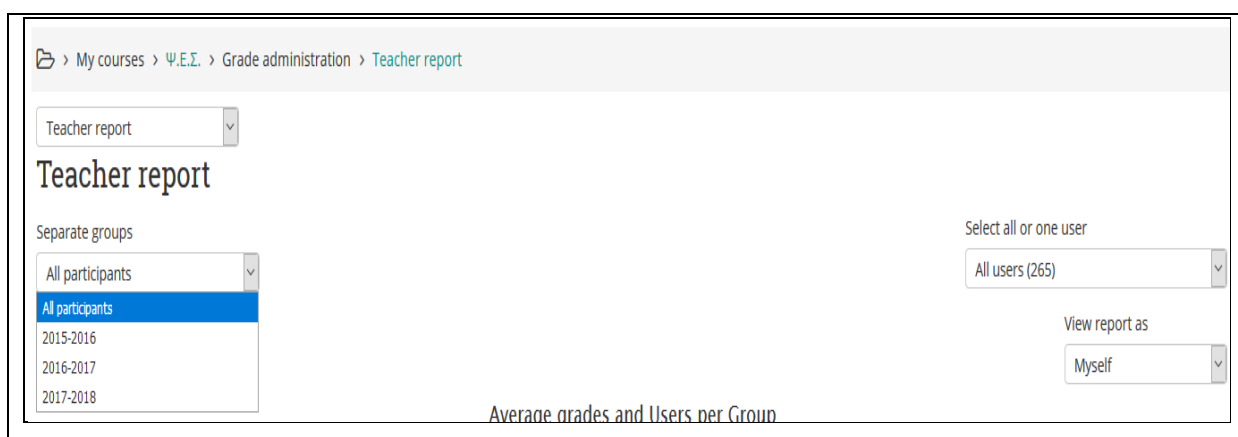 > My courses > Ψ.Ε.Σ. > Grade administration > Teacher report
Teacher report
Teacher report
Separate groups
Select all or one user
All participants
All users (265)
All participants
2015-2016
View report as
2016-2017
Myself
2017-2018
Average grades and Users per Group